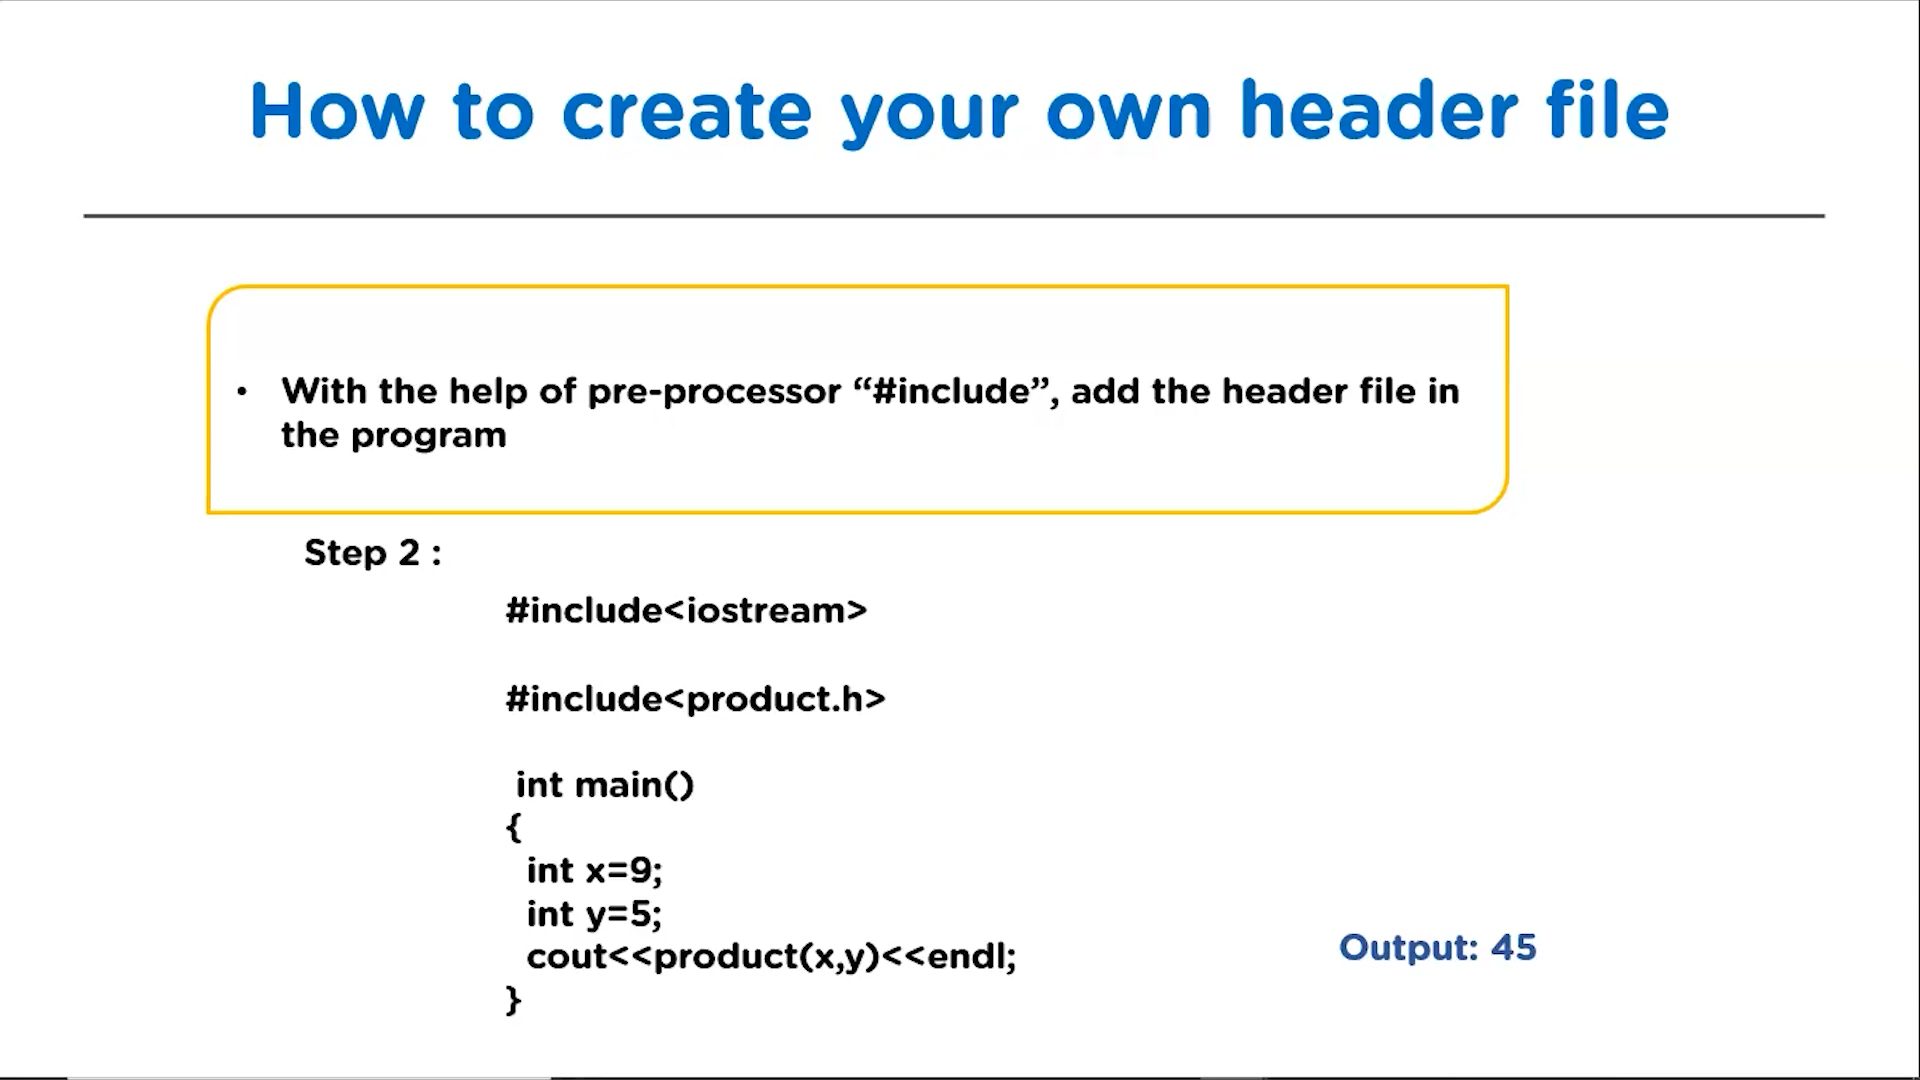 How to create your own header file
• With the help of pre-processor “#include”, add the header file in
the program
Step 2 :
#include<iostream>
#include<product.h>
int main()
{
int x=9;
int y=5;
cout<<product(x,y)<<endl;
}
Output: 45